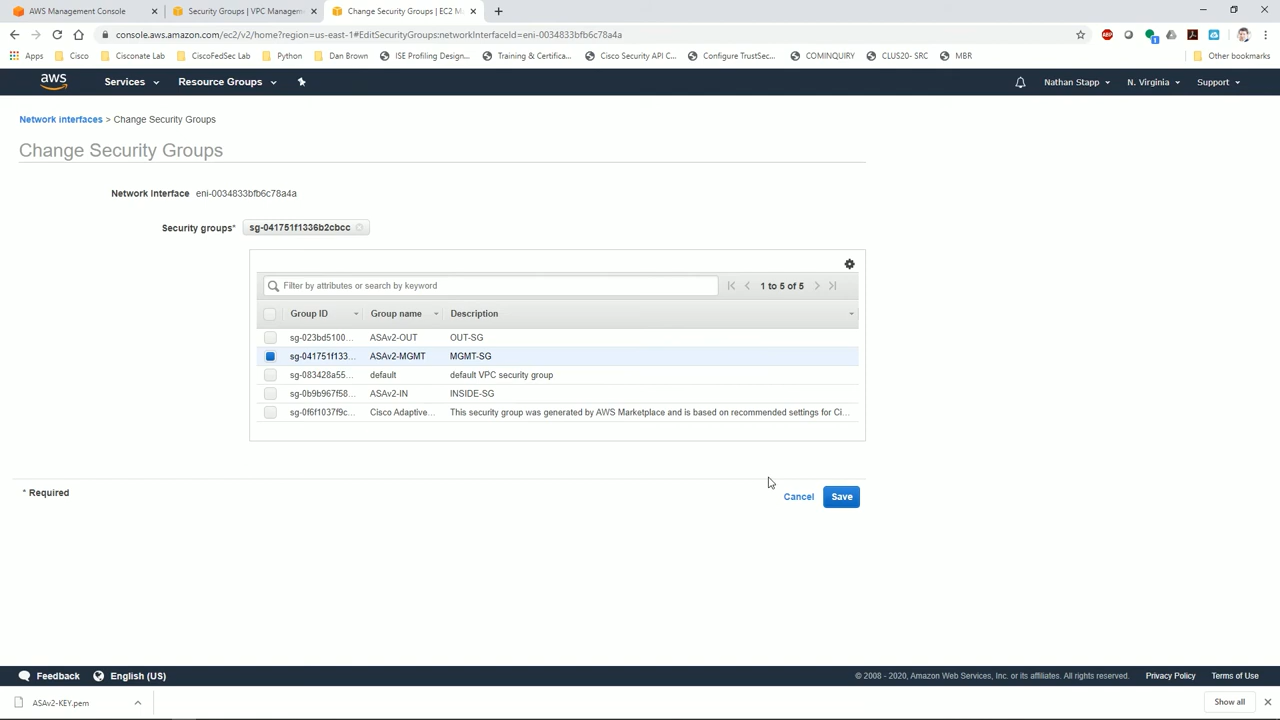 AWS Management Console
Security Groups | VPC Managem
Change Security Groups | EC2 M
console.aws.amazon.com/ec2/v2/home?region=us-east-1#EditSecurityGroups:networkInterfaceId=eni-0034833bfb6c78a4a
Apps Cisco Cisconate Lab CiscoFedSec Lab Python Dan Brown ISE Profiling Design... Training & Certifica... Cisco Security API C... Configure TrustSec... COMINQUIRY CLUS20- SRC MBR Other bookmarks
aws Services Resource Groups Nathan Stapp N. Virginia Support
Network interfaces > Change Security Groups
Change Security Groups
Network Interface eni-0034833bfb6c78a4a
Security groups* sg-041751f1336b2cbcc
Filter by attributes or search by keyword 1 to 5 of 5
Group ID Group name Description
sg-023bd5100... ASAv2-OUT OUT-SG
sg-041751f133... ASAv2-MGMT MGMT-SG
sg-083428a55... default default VPC security group
sg-0b9b967f58... ASAv2-IN INSIDE-SG
sg-0f6f1037f9c... Cisco Adaptive... This security group was generated by AWS Marketplace and is based on recommended settings for Ci...
* Required Cancel Save
Feedback English (US) © 2008 - 2020, Amazon Web Services, Inc. or its affiliates. All rights reserved. Privacy Policy Terms of Use
ASAv2-KEY.pem Show all